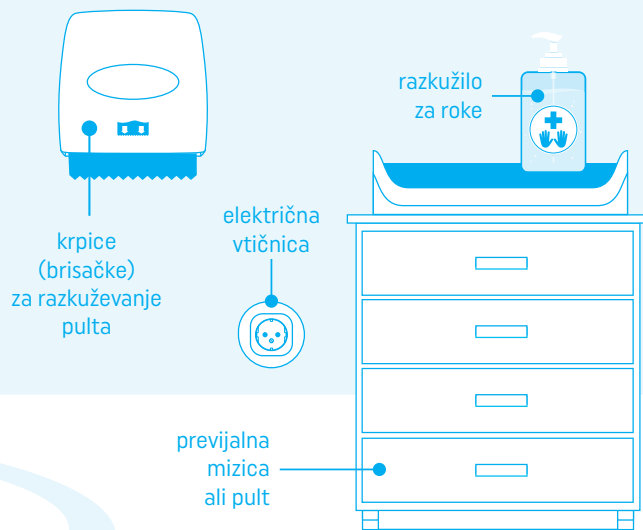 razkužilo
za roke
električna
vtičnica
krpice
(brisačke)
za razkuževanje
pulta
previjalna
mizica
ali pult